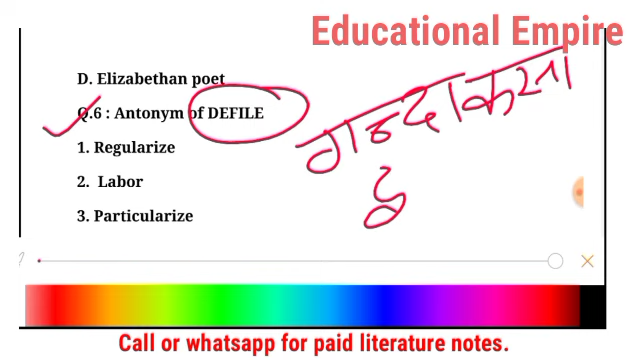 Educational Empire
D. Elizabethan poet
Q.6 : Antonym of DEFILE
गन्दा करना
1. Regularize
2. Labor
3. Particularize
Call or whatsapp for paid literature notes.